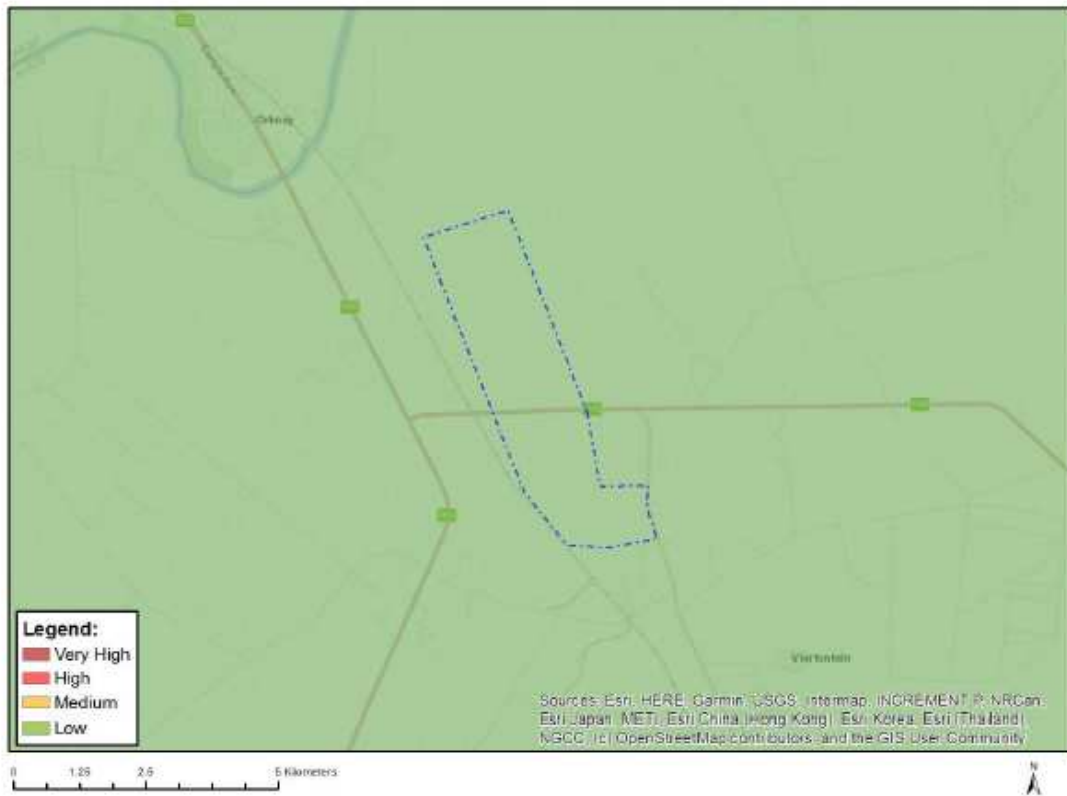 Orkney
Viertontein
Legend:
Very High
High
Medium
Low
Sources: Esri, HERE, Garmin, USGS, Intermap, INCREMENT P, NRCan,
Esri Japan, METI, Esri China (Hong Kong), Esri Korea, Esri (Thailand),
NGCC, (c) OpenStreetMap contributors, and the GIS User Community
0 1.25 2.5 5 Kilometers
N